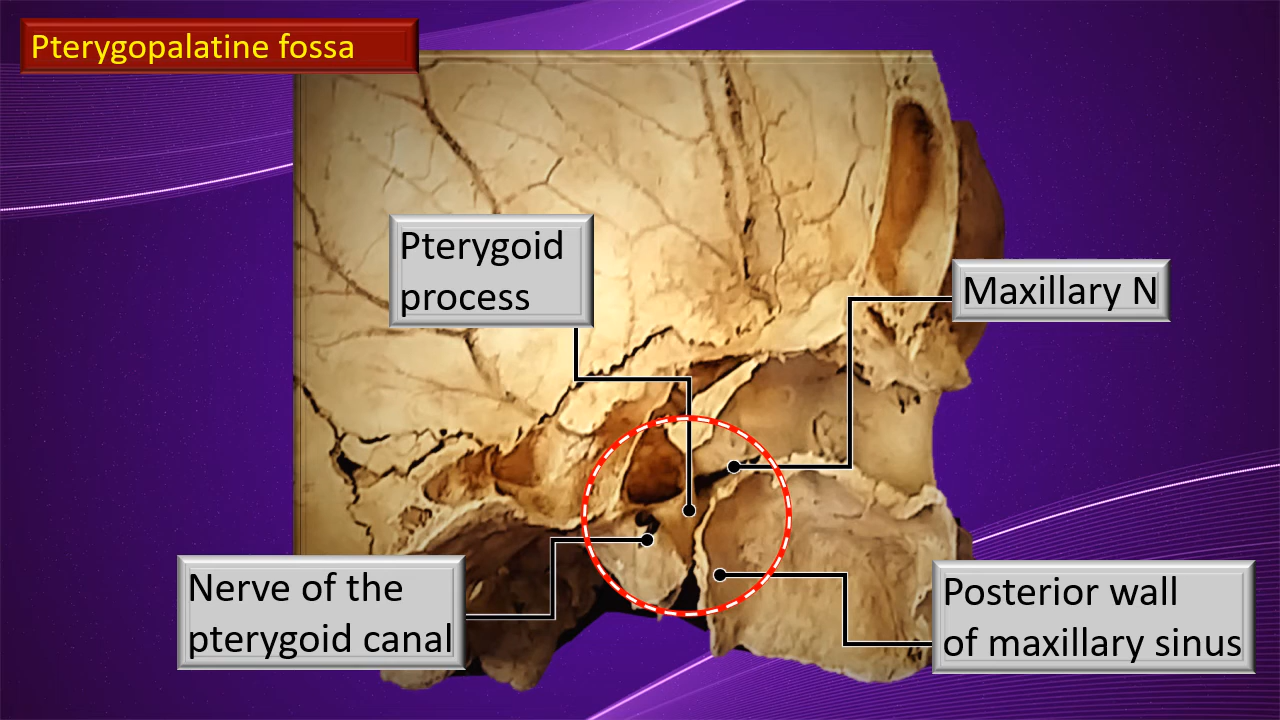 Pterygopalatine fossa
Pterygoid
process
Maxillary N
Nerve of the
pterygoid canal
Posterior wall
of maxillary sinus